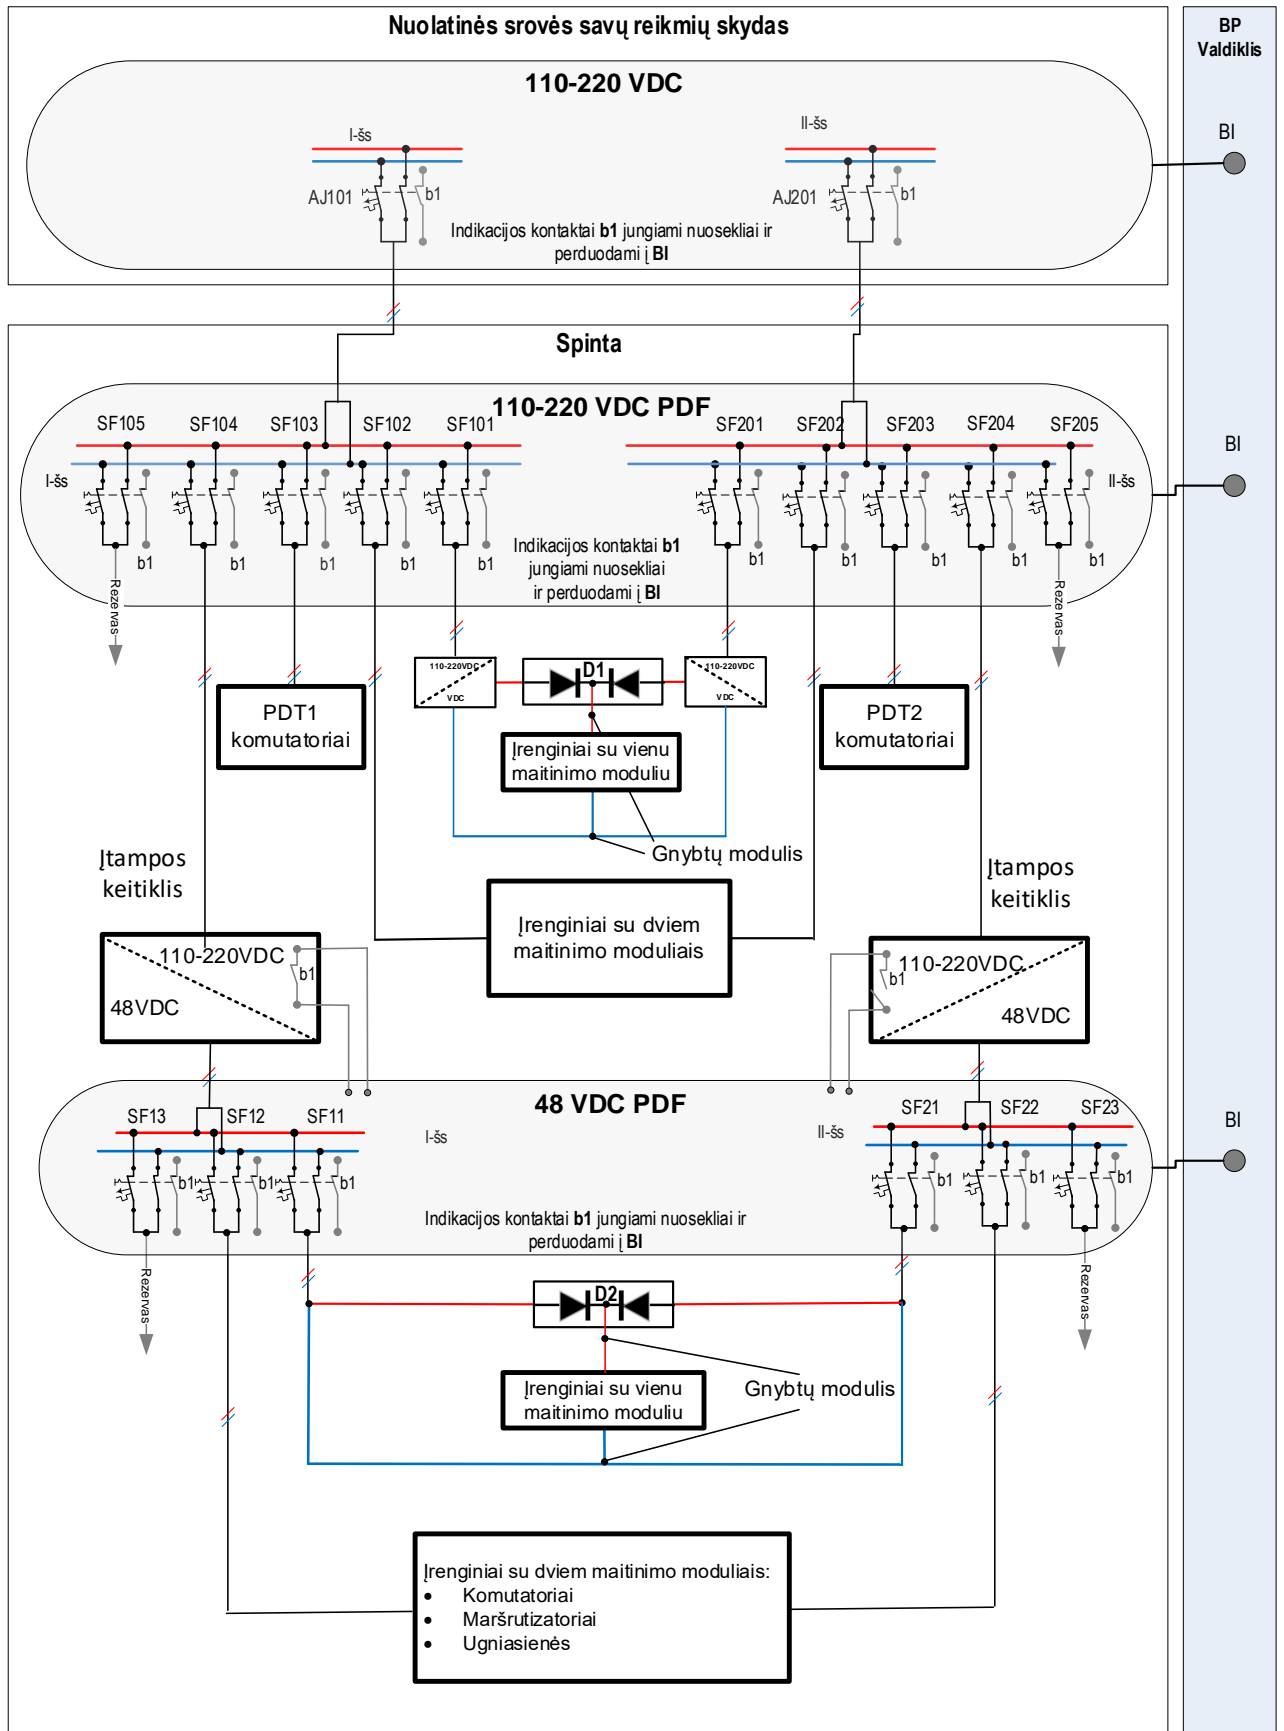 Nuolatinės srovės savų reikmių skydas
BP
Valdiklis
110-220 VDC
I-šs
II-šs
BI
AJ101
b1
AJ201
b1
Indikacijos kontaktai b1 jungiami nuosekliai ir
perduodami į BI
Spinta
110-220 VDC PDF
SF105
SF104
SF103
SF102
SF101
SF201
SF202
SF203
SF204
SF205
BI
I-šs
II-šs
Indikacijos kontaktai b1
jungiami nuosekliai
ir perduodami į BI
b1
b1
b1
b1
b1
b1
b1
b1
b1
b1
Rezervas
Rezervas
110-220VDC
VDC
D1
110-220VDC
VDC
PDT1
komutatoriai
Įrenginiai su vienu
maitinimo moduliu
PDT2
komutatoriai
Gnybtų modulis
Įtampos
keitiklis
Įtampos
keitiklis
Įrenginiai su dviem
maitinimo moduliais
110-220VDC
b1
48VDC
110-220VDC
b1
48VDC
48 VDC PDF
SF13
SF12
SF11
I-šs
II-šs
SF21
SF22
SF23
BI
b1
b1
b1
b1
b1
b1
Indikacijos kontaktai b1 jungiami nuosekliai ir
perduodami į BI
Rezervas
Rezervas
D2
Įrenginiai su vienu
maitinimo moduliu
Gnybtų modulis
Įrenginiai su dviem maitinimo moduliais:
• Komutatoriai
• Maršrutizatoriai
• Ugniasienės